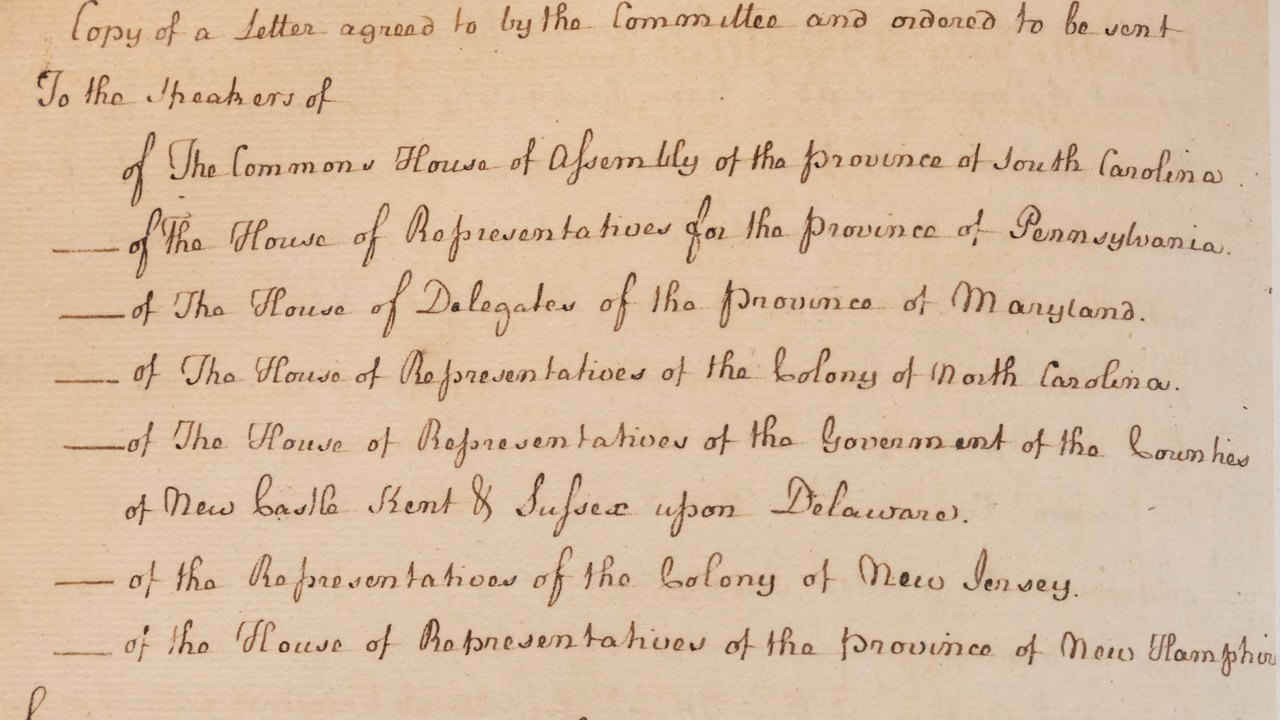 Copy of a Letter agreed to by the Committee and ordered to be sent
To the Speakers of
of The Commons House of Assembly of the Province of South Carolina.
— of The House of Representatives for the Province of Pennsylvania.
— of The House of Delegates of the Province of Maryland.
— of The House of Representatives of the Colony of North Carolina.
— of The House of Representatives of the Goverment of the Counties
of New Castle Kent & Sussex upon Delaware.
— of the Representatives of the Colony of New Jersey.
— of the House of Representatives of the Province of New Hampshir